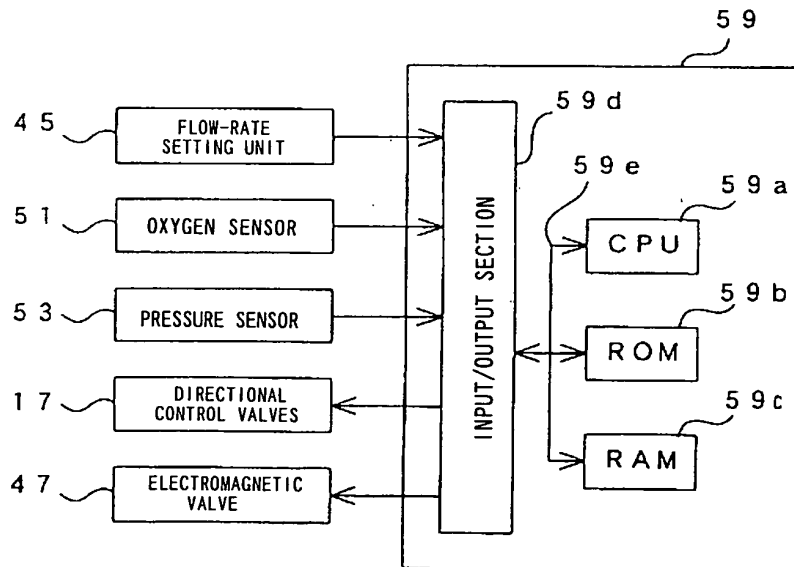 59
45
FLOW-RATE
SETTING UNIT
59d
59e
59a
51
OXYGEN SENSOR
CPU
INPUT/OUTPUT SECTION
53
PRESSURE SENSOR
59b
ROM
17
DIRECTIONAL
CONTROL VALVES
59c
RAM
47
ELECTROMAGNETIC
VALVE